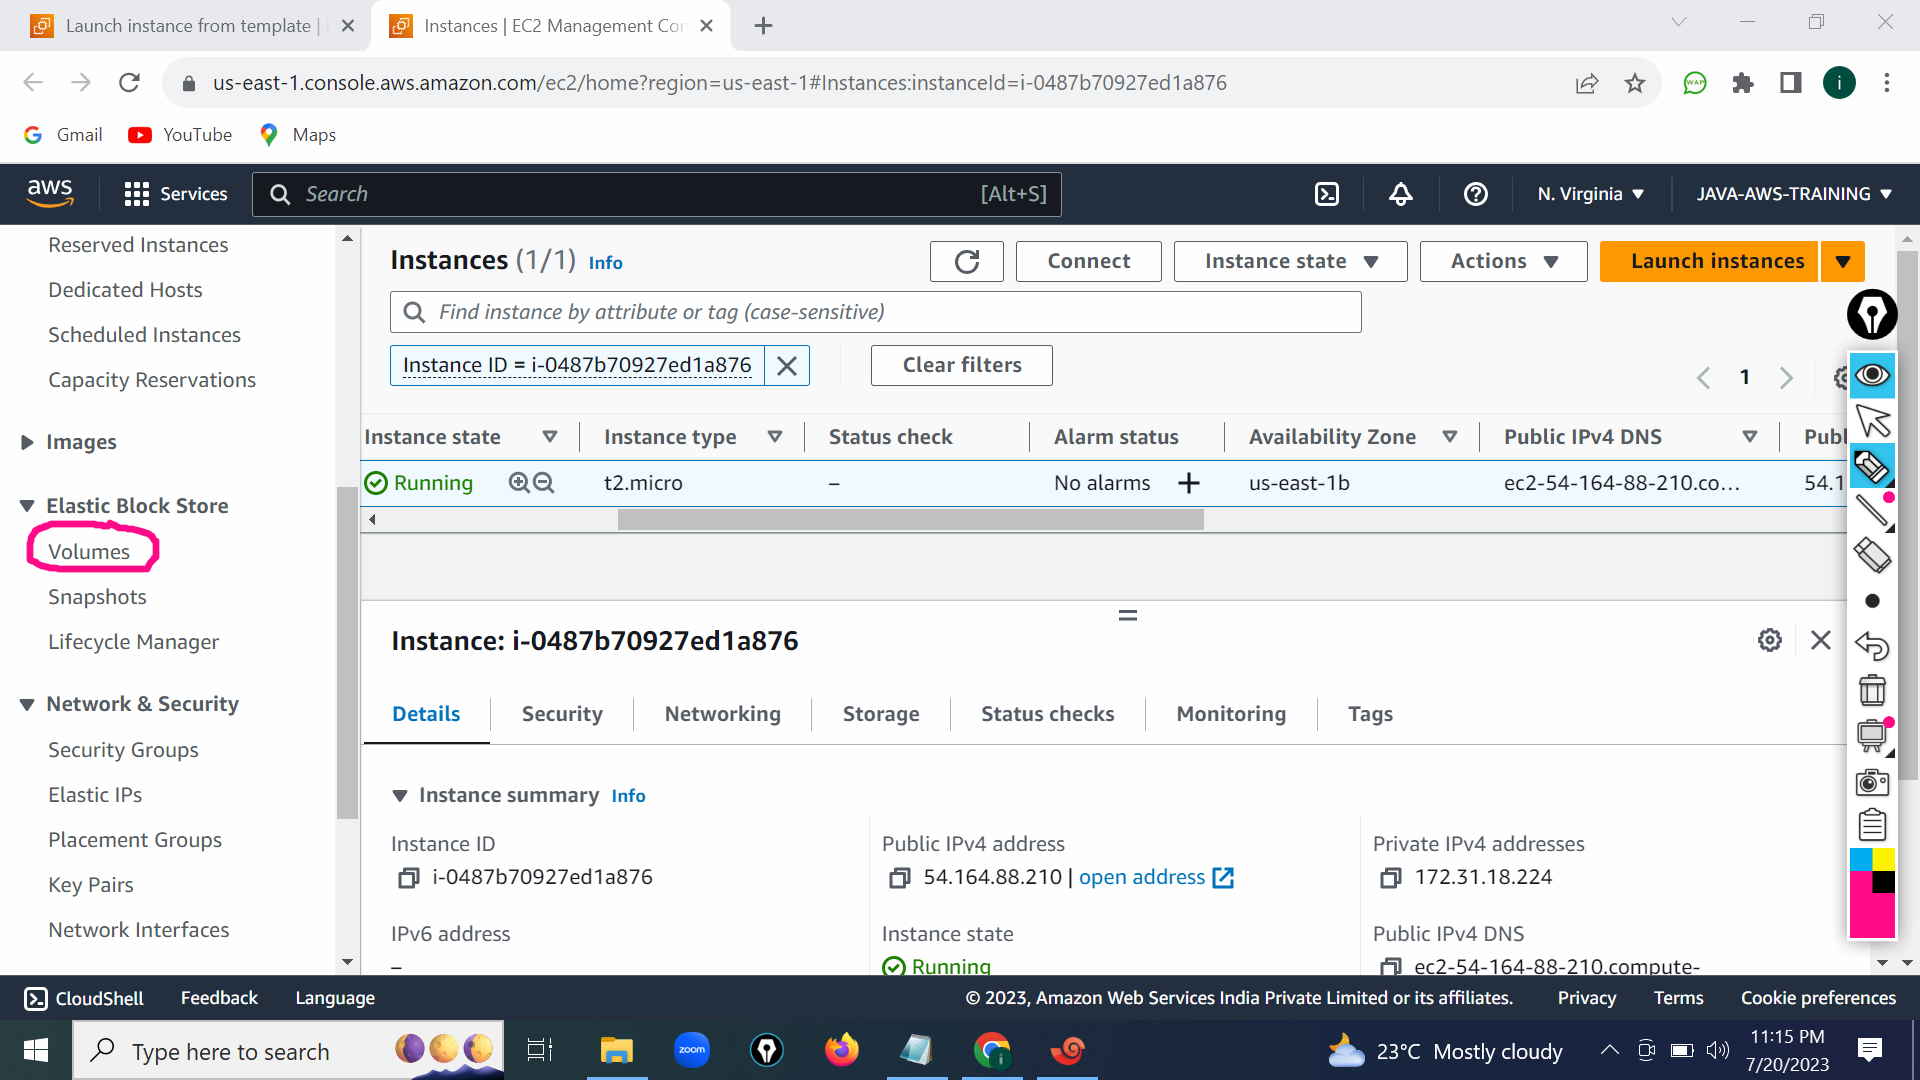 Launch instance from template |
Instances | EC2 Management Con
us-east-1.console.aws.amazon.com/ec2/home?region=us-east-1#Instances:instanceId=i-0487b70927ed1a876
i
Gmail YouTube Maps
aws Services Search [Alt+S] N. Virginia JAVA-AWS-TRAINING
Reserved Instances
Dedicated Hosts
Scheduled Instances
Capacity Reservations
Images
Elastic Block Store
Volumes
Snapshots
Lifecycle Manager
Network & Security
Security Groups
Elastic IPs
Placement Groups
Key Pairs
Network Interfaces
Instances (1/1) Info Connect Instance state Actions Launch instances
Find instance by attribute or tag (case-sensitive)
Instance ID = i-0487b70927ed1a876 Clear filters
1
Instance state Instance type Status check Alarm status Availability Zone Public IPv4 DNS Publ
Running t2.micro – No alarms + us-east-1b ec2-54-164-88-210.co... 54.1
Instance: i-0487b70927ed1a876
Details Security Networking Storage Status checks Monitoring Tags
Instance summary Info
Instance ID Public IPv4 address Private IPv4 addresses
i-0487b70927ed1a876 54.164.88.210 | open address 172.31.18.224
IPv6 address Instance state Public IPv4 DNS
– Running ec2-54-164-88-210.compute-
CloudShell Feedback Language © 2023, Amazon Web Services India Private Limited or its affiliates. Privacy Terms Cookie preferences
Type here to search zoom 23°C Mostly cloudy 11:15 PM
7/20/2023